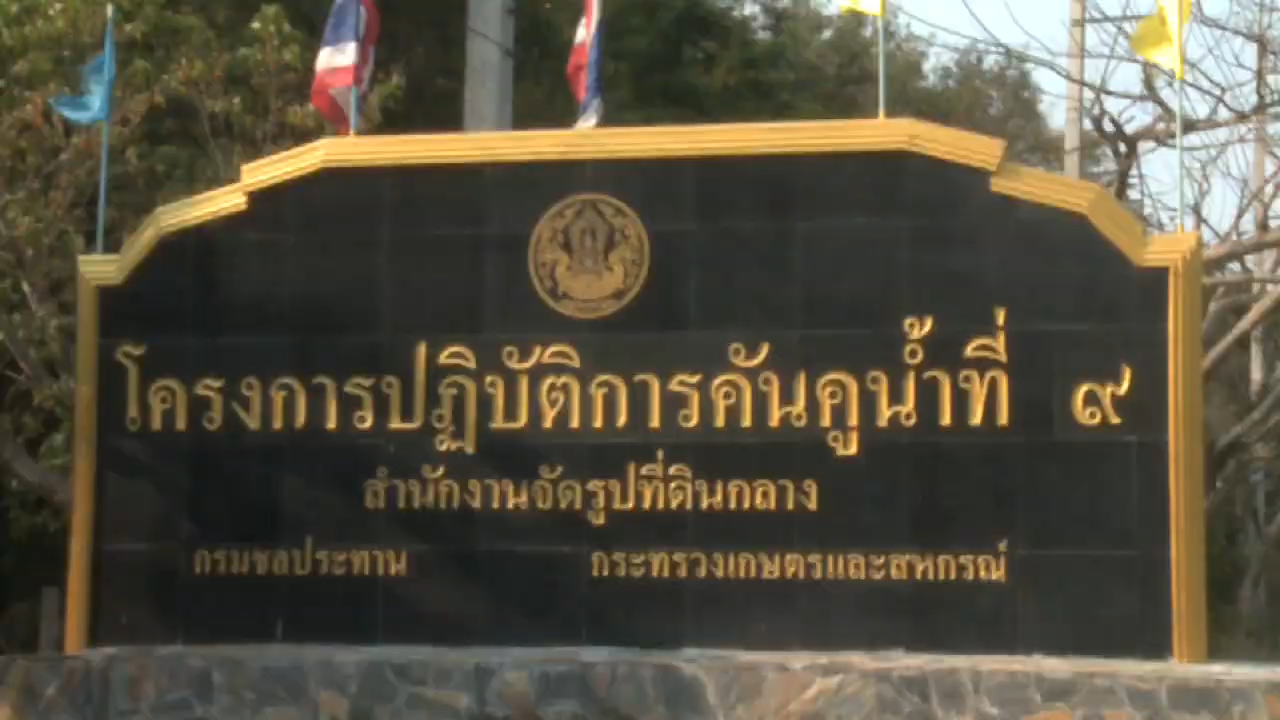 โครงการปฏิบัติการคันคูน้ำที่ ๙
สำนักงานจัดรูปที่ดินกลาง
กรมชลประทาน กระทรวงเกษตรและสหกรณ์